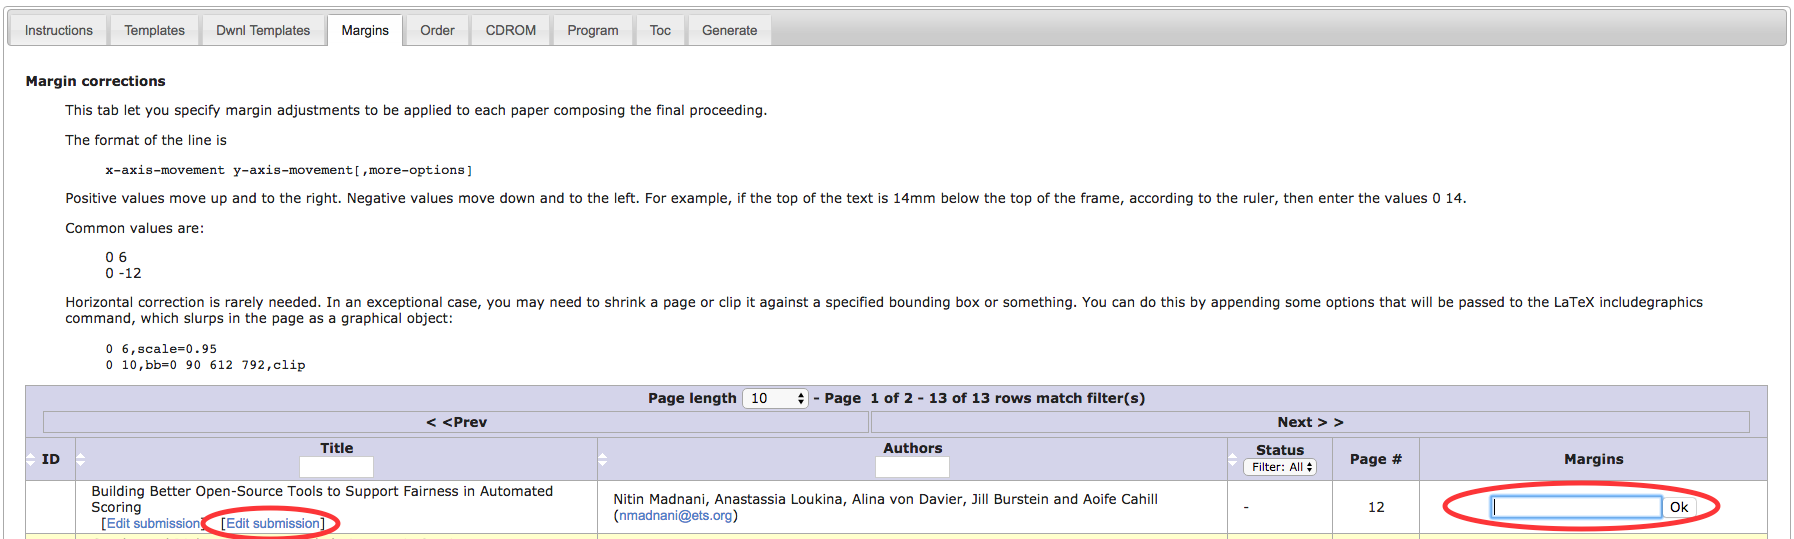 Instructions Templates Dwnl Templates Margins Order CDROM Program Toc Generate
Margin corrections
This tab let you specify margin adjustments to be applied to each paper composing the final proceeding.
The format of the line is
x-axis-movement y-axis-movement[,more-options]
Positive values move up and to the right. Negative values move down and to the left. For example, if the top of the text is 14mm below the top of the frame, according to the ruler, then enter the values 0 14.
Common values are:
0 6
0 -12
Horizontal correction is rarely needed. In an exceptional case, you may need to shrink a page or clip it against a specified bounding box or something. You can do this by appending some options that will be passed to the LaTeX includegraphics
command, which slurps in the page as a graphical object:
0 6,scale=0.95
0 10,bb=0 90 612 792,clip
Page length 10 - Page 1 of 2 - 13 of 13 rows match filter(s)
< <Prev Next > >
ID Title Authors Status Page # Margins
Filter: All
Building Better Open-Source Tools to Support Fairness in Automated
Scoring
[Edit submission] [Edit submission]
Nitin Madnani, Anastassia Loukina, Alina von Davier, Jill Burstein and Aoife Cahill
(nmadnani@ets.org)
- 12 Ok